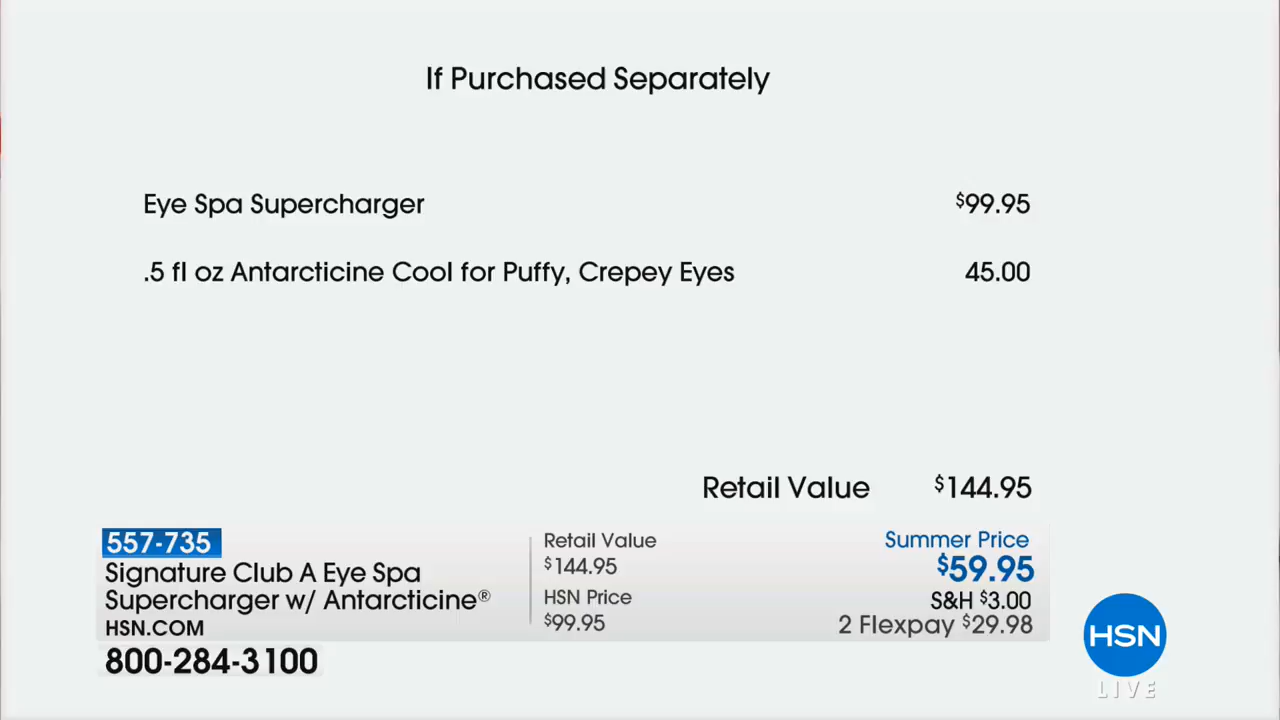 If Purchased Separately
Eye Spa Supercharger $99.95
.5 fl oz Antarcticine Cool for Puffy, Crepey Eyes 45.00
Retail Value $144.95
557-735
Signature Club A Eye Spa
Supercharger w/ Antarcticine®
HSN.COM
800-284-3100
Retail Value
$144.95
HSN Price
$99.95
Summer Price
$59.95
S&H $3.00
2 Flexpay $29.98
HSN
LIVE